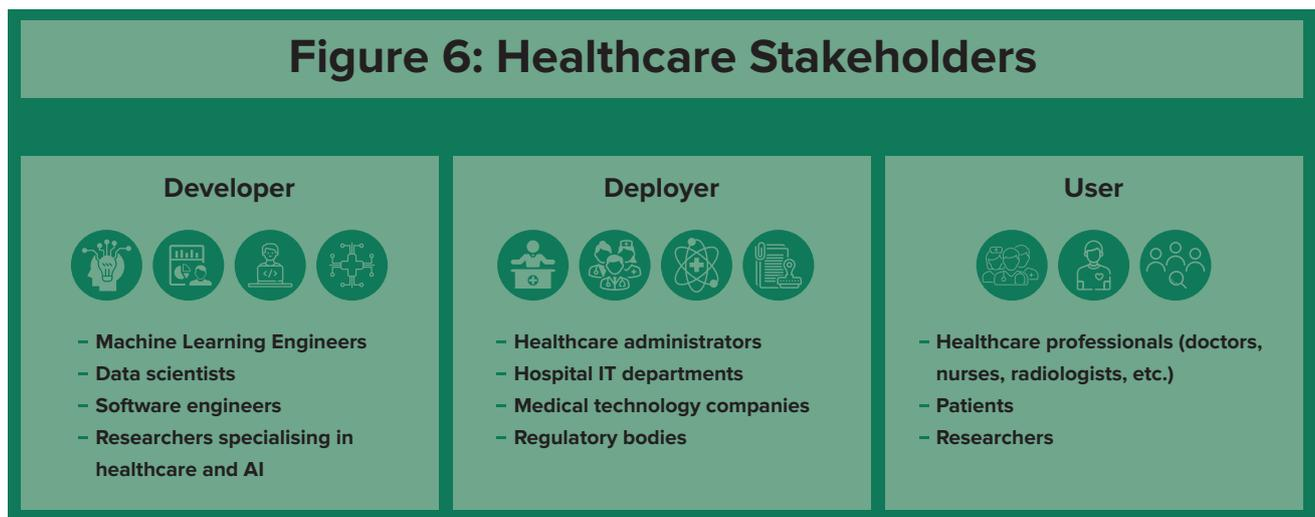 Figure 6: Healthcare Stakeholders
Developer
– Machine Learning Engineers
– Data scientists
– Software engineers
– Researchers specialising in
healthcare and AI
Deployer
– Healthcare administrators
– Hospital IT departments
– Medical technology companies
– Regulatory bodies
User
– Healthcare professionals (doctors,
nurses, radiologists, etc.)
– Patients
– Researchers